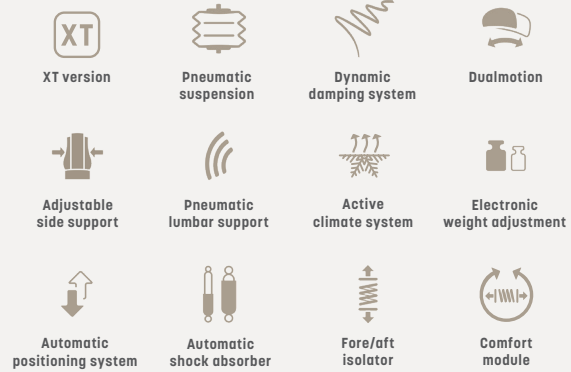 XT
XT version
Pneumatic
suspension
Dynamic
damping system
Dualmotion
Adjustable
side support
Pneumatic
lumbar support
Active
climate system
Electronic
weight adjustment
Automatic
positioning system
Automatic
shock absorber
Fore/aft
isolator
Comfort
module